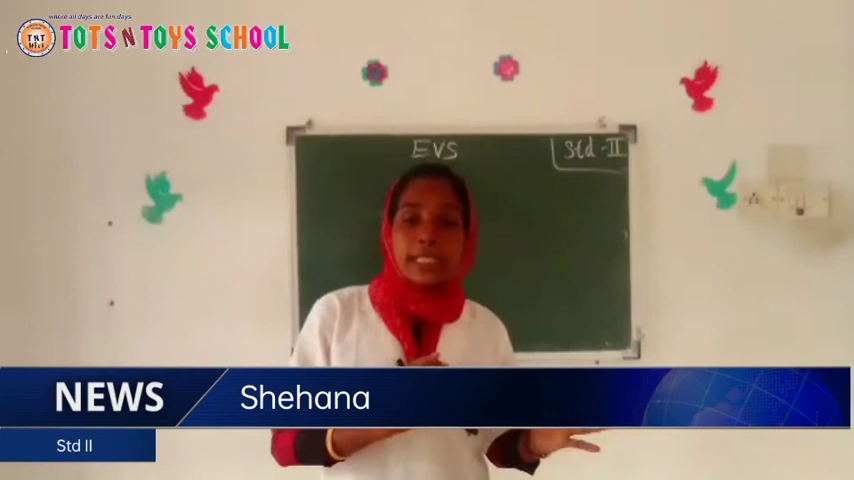 where all days are fun days
TNT
TOTS N TOYS SCHOOL
EVS
Std - II
NEWS
Shehana
Std II